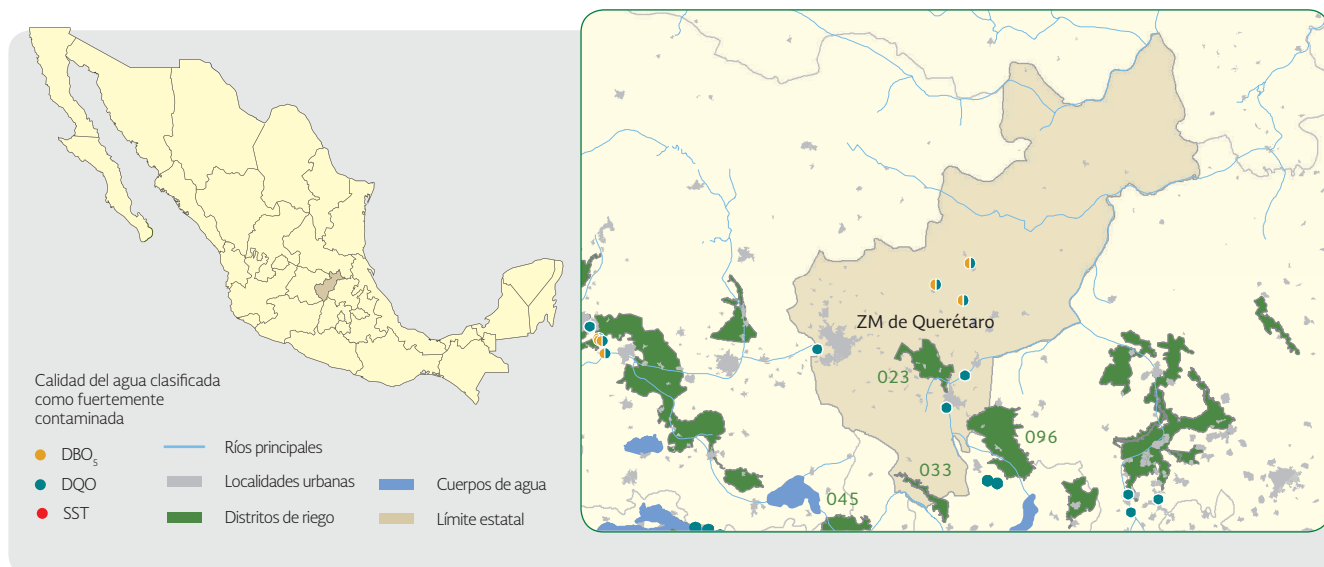 Calidad del agua clasificada
como fuertemente
contaminada
DBO₅
DQO
SST
Ríos principales
Localidades urbanas
Distritos de riego
Cuerpos de agua
Límite estatal
ZM de Querétaro
023
096
033
045